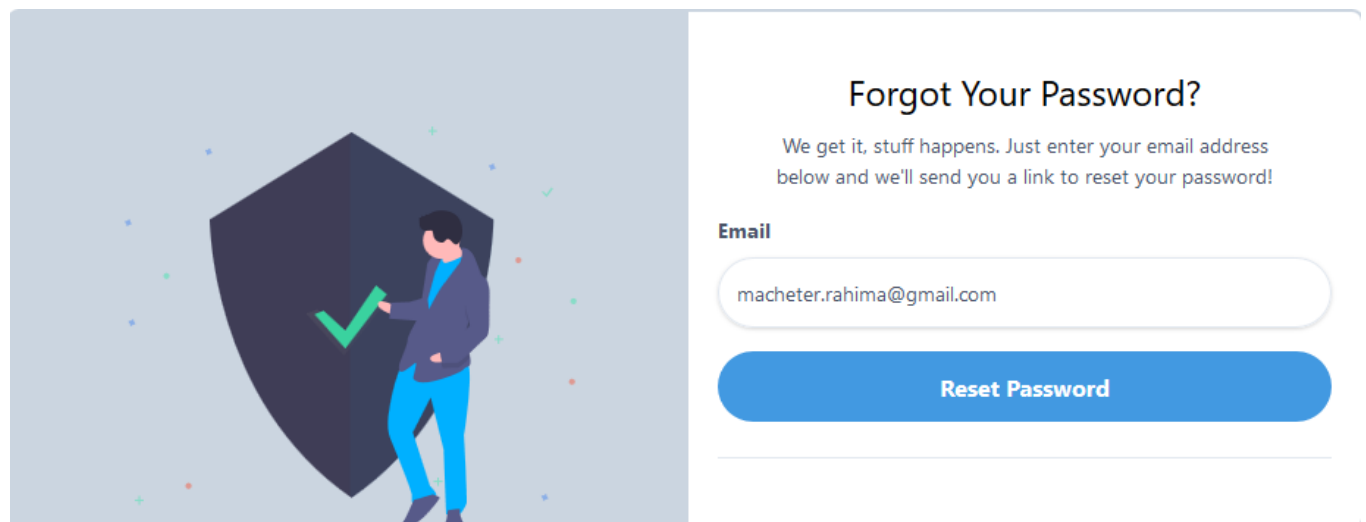 Forgot Your Password?
We get it, stuff happens. Just enter your email address
below and we'll send you a link to reset your password!
Email
macheter.rahima@gmail.com
Reset Password